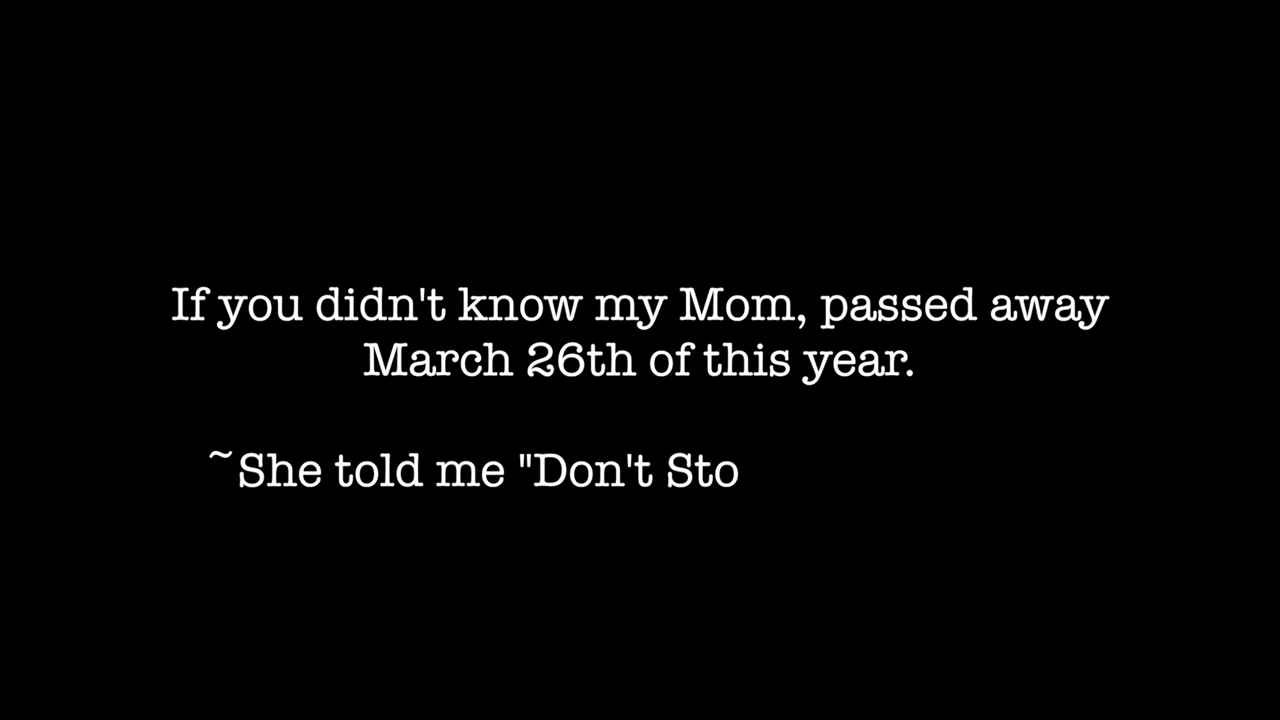 If you didn't know my Mom, passed away
March 26th of this year.
~She told me "Don't Sto